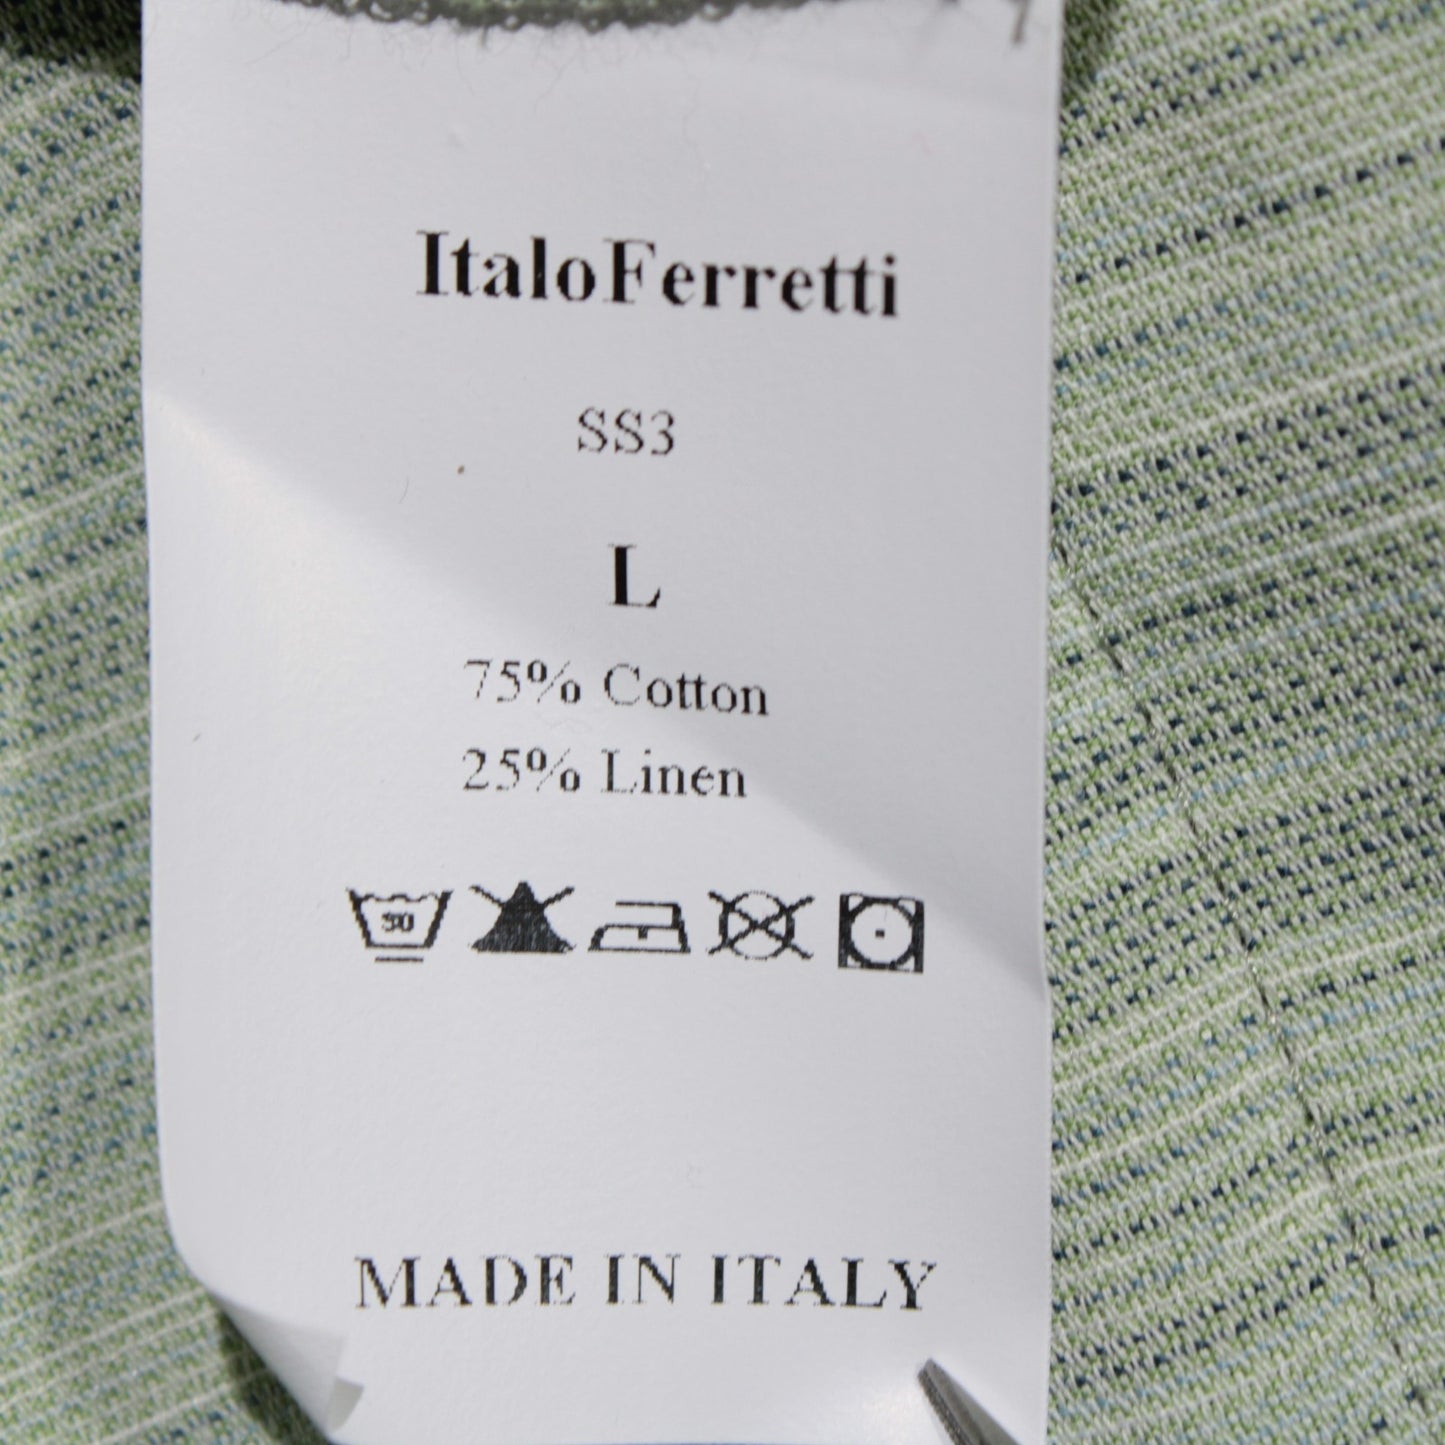 ItaloFerretti
SS3
L
75% Cotton
25% Linen
30
MADE IN ITALY